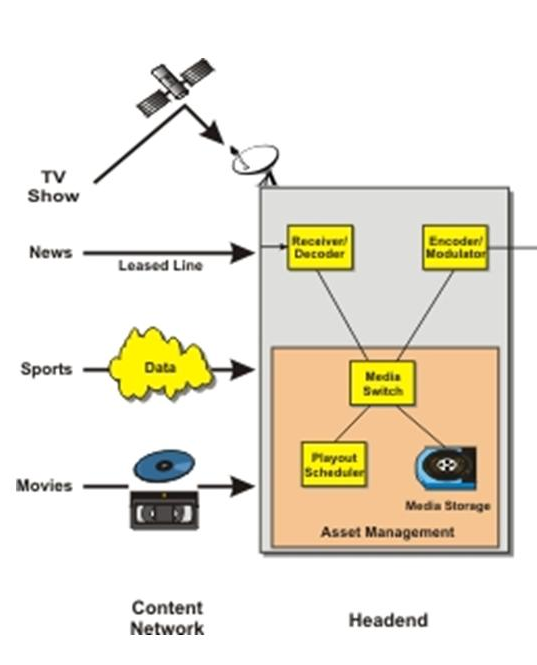 TV
Show
News
Leased Line
Receiver/
Decoder
Encoder/
Modulator
Sports
Data
Media
Switch
Movies
Playout
Scheduler
Media Storage
Asset Management
Content
Network
Headend